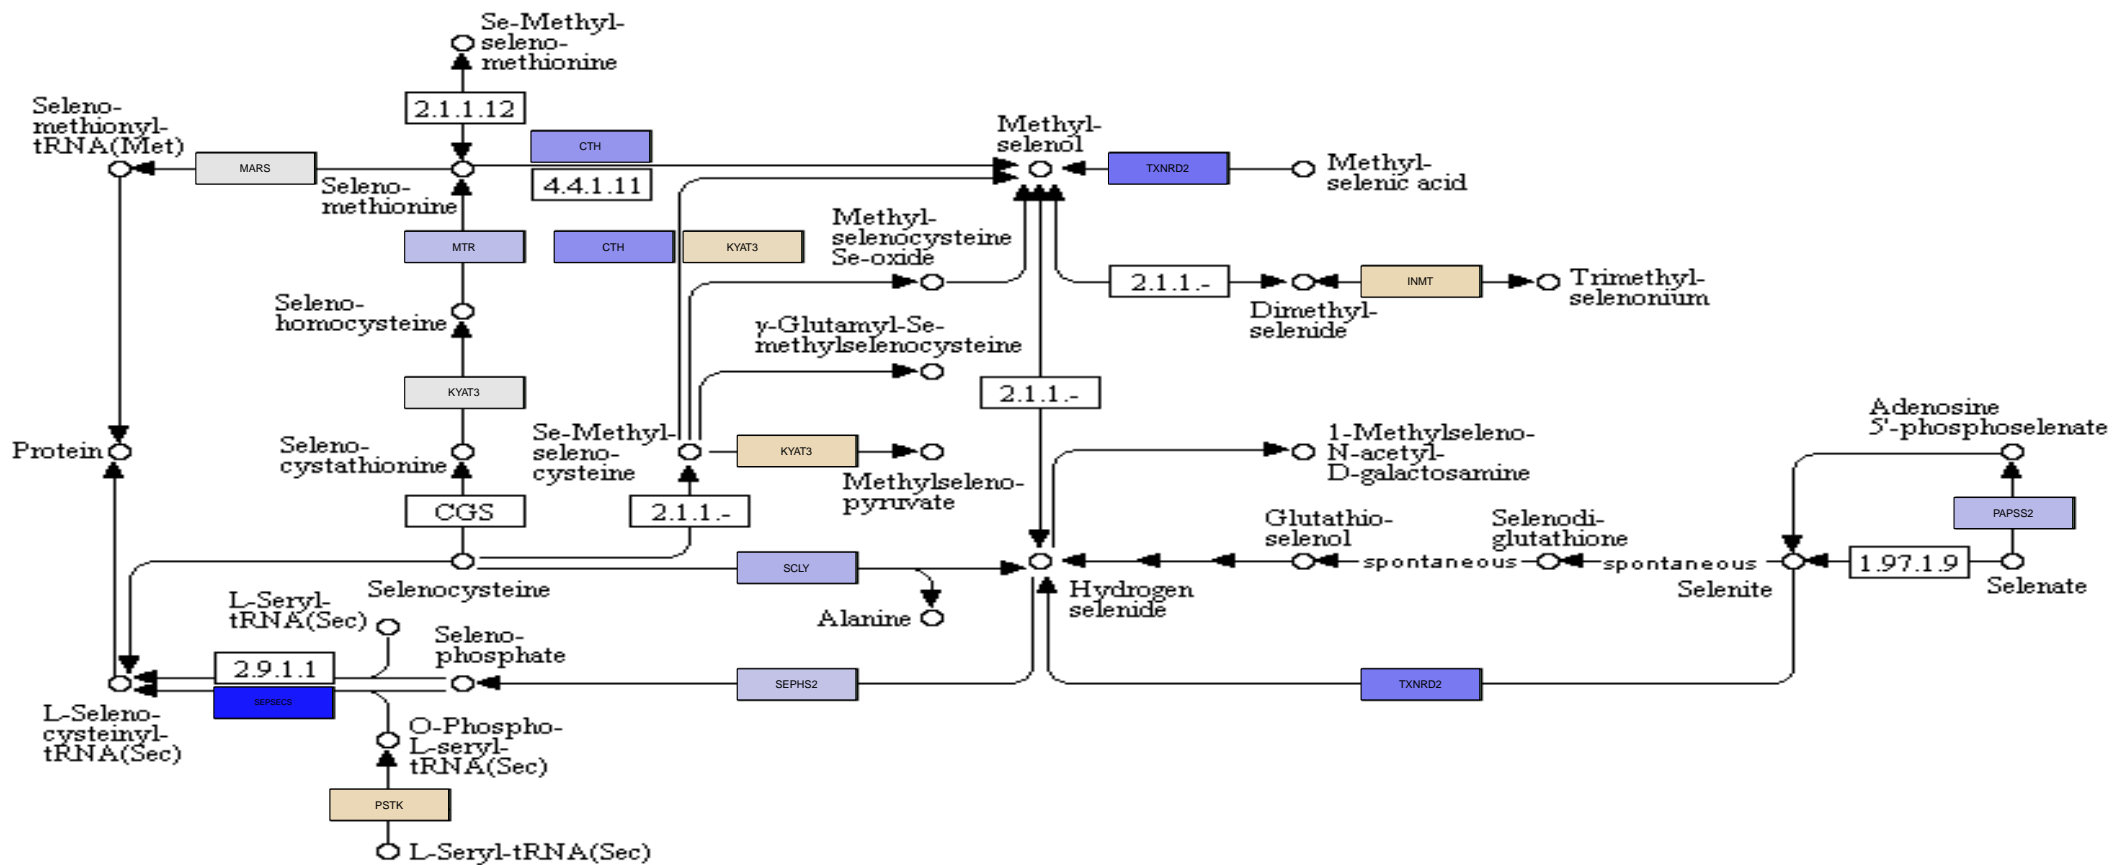 Se-Methyl-
seleno-
methionine
Seleno-
methionyl-
tRNA(Met)
2.1.1.12
CTH
Methyl-
selenol
MARS
Seleno-
methionine
4.4.1.11
TXNRD2
Methyl-
selenic acid
MTR
CTH
KYAT3
Methyl-
selenocysteine
Se-oxide
2.1.1.-
INMT
Trimethyl-
selenonium
Dimethyl-
selenide
Seleno-
homocysteine
γ-Glutamyl-Se-
methylselenocysteine
KYAT3
2.1.1.-
Protein
Seleno-
cystathionine
Se-Methyl-
seleno-
cysteine
KYAT3
Methylseleno-
pyruvate
1-Methylseleno-
N-acetyl-
D-galactosamine
Adenosine
5'-phosphoselenate
CGS
2.1.1.-
Glutathio-
selenol
Selenodi-
glutathione
PAPSS2
Selenocysteine
SCLY
Hydrogen
selenide
spontaneous
spontaneous
Selenite
1.97.1.9
Selenate
Alanine
L-Seryl-
tRNA(Sec)
Seleno-
phosphate
2.9.1.1
SEPSECS
SEPHS2
TXNRD2
L-Seleno-
cysteinyl-
tRNA(Sec)
O-Phospho-
L-seryl-
tRNA(Sec)
PSTK
L-Seryl-tRNA(Sec)